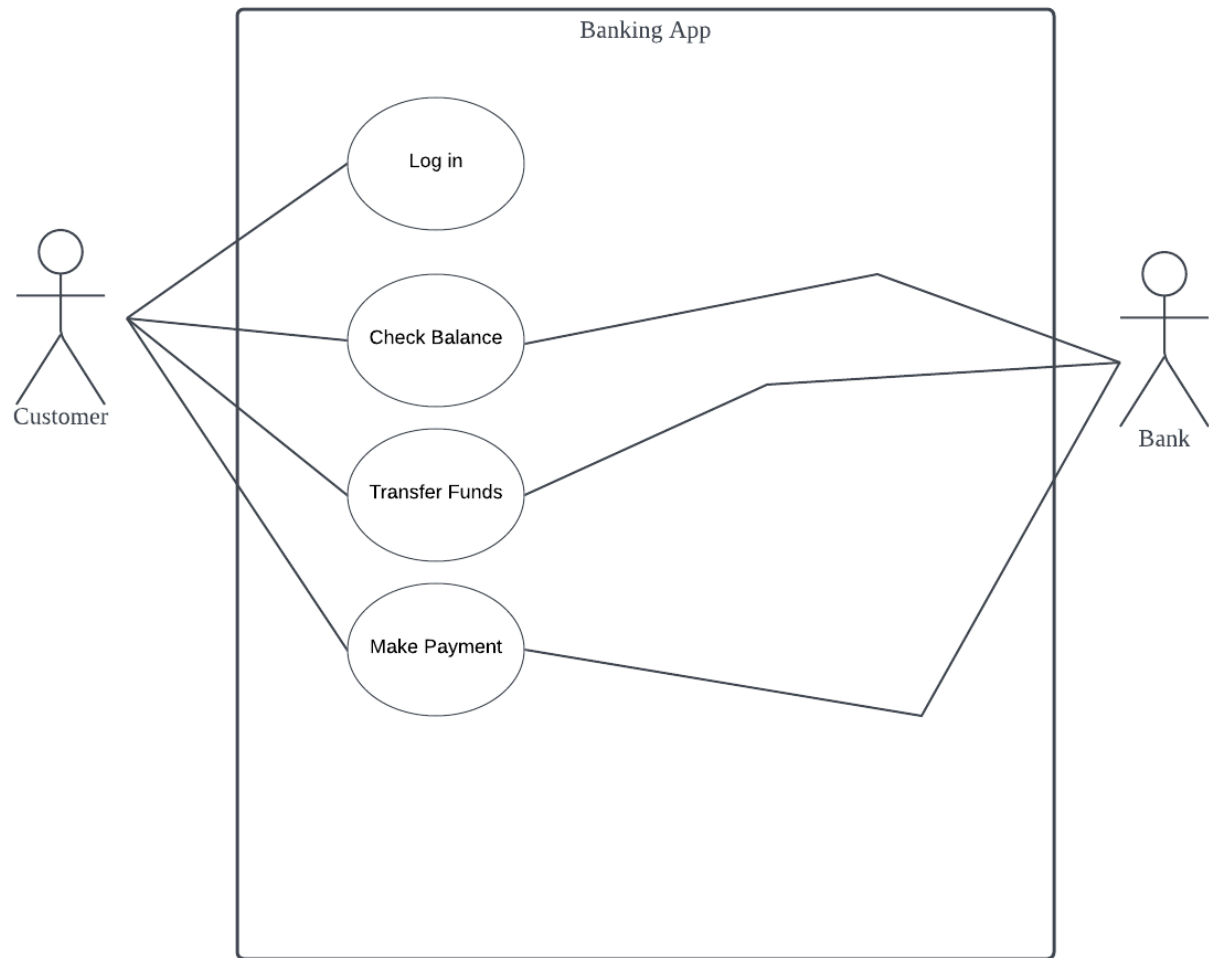 Banking App
Log in
Check Balance
Transfer Funds
Make Payment
Customer
Bank